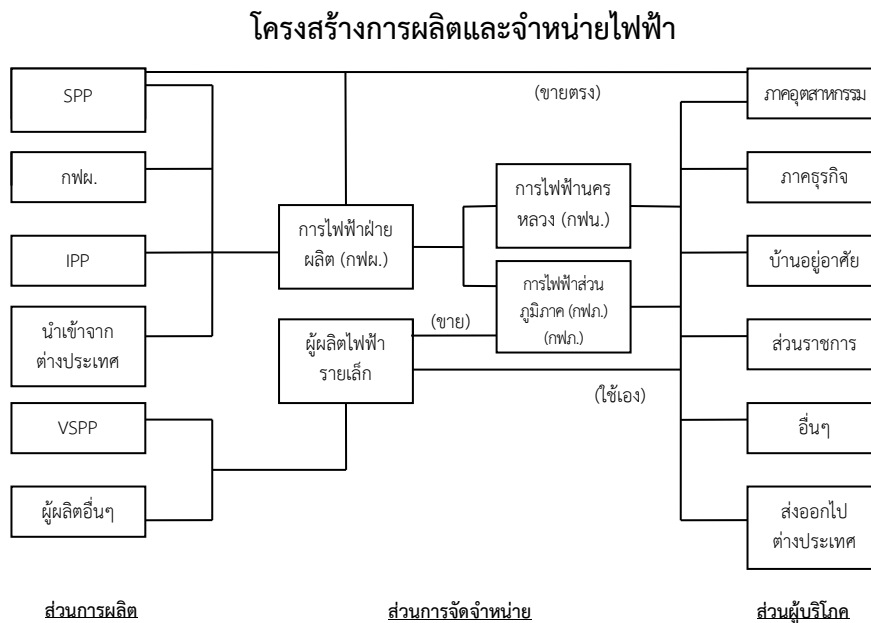 โครงสร้างการผลิตและจำหน่ายไฟฟ้า
SPP
กฟผ.
IPP
นำเข้าจาก
ต่างประเทศ
VSPP
ผู้ผลิตอื่นๆ
ส่วนการผลิต
(ขายตรง)
การไฟฟ้าฝ่าย
ผลิต (กฟผ.)
การไฟฟ้านคร
หลวง (กฟน.)
การไฟฟ้าส่วน
ภูมิภาค (กฟภ.)
(กฟภ.)
(ขาย)
ผู้ผลิตไฟฟ้า
รายเล็ก
(ใช้เอง)
ส่วนการจัดจำหน่าย
ภาคอุตสาหกรรม
ภาคธุรกิจ
บ้านอยู่อาศัย
ส่วนราชการ
อื่นๆ
ส่งออกไป
ต่างประเทศ
ส่วนผู้บริโภค